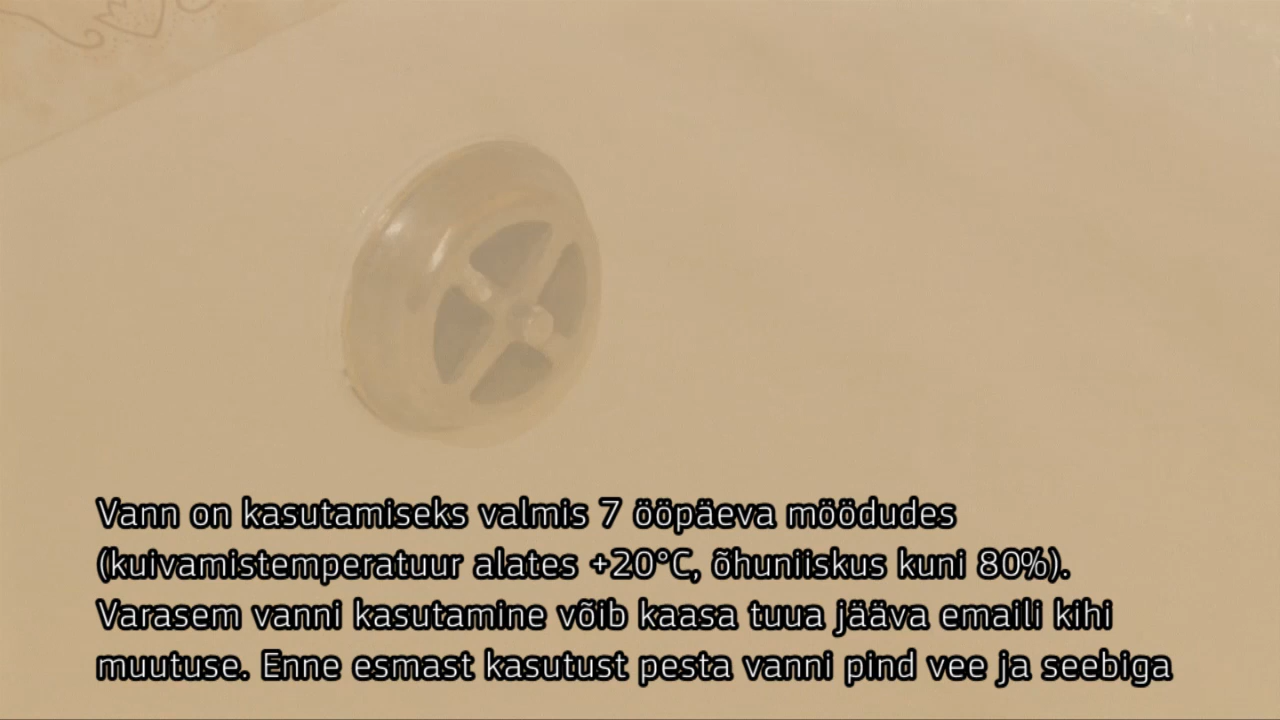 Vann on kasutamiseks valmis 7 ööpäeva möödudes
(kuivamistemperatuur alates +20°C, õhuniiskus kuni 80%).
Varasem vanni kasutamine võib kaasa tuua jääva emaili kihi
muutuse. Enne esmast kasutust pesta vanni pind vee ja seebiga